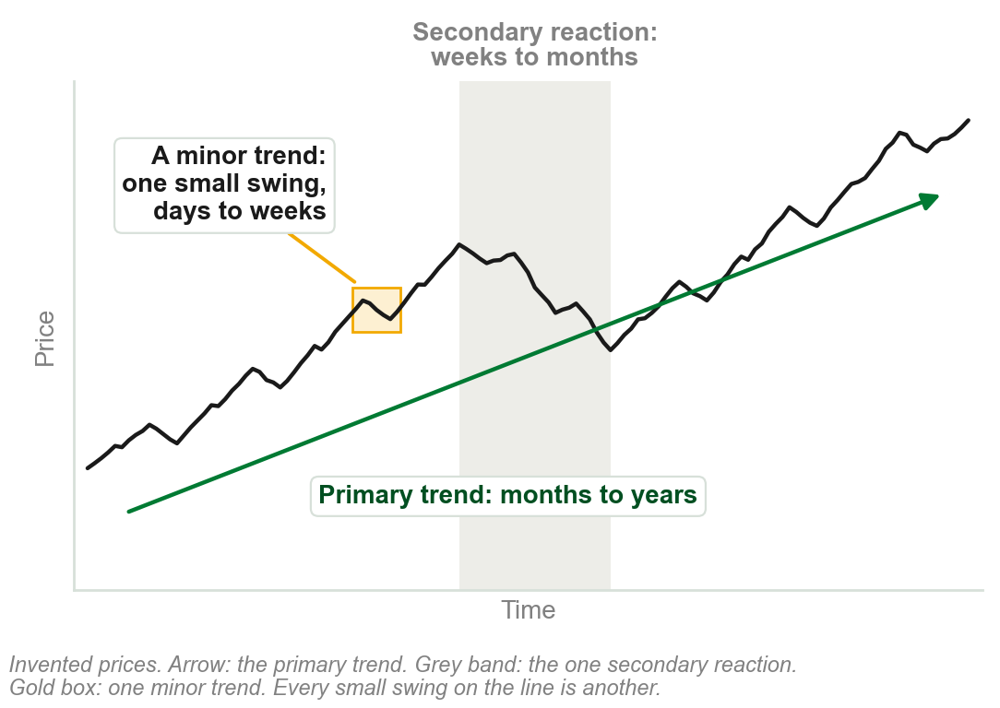 Secondary reaction:
weeks to months
A minor trend:
one small swing,
days to weeks
Price
Primary trend: months to years
Time
Invented prices. Arrow: the primary trend. Grey band: the one secondary reaction.
Gold box: one minor trend. Every small swing on the line is another.